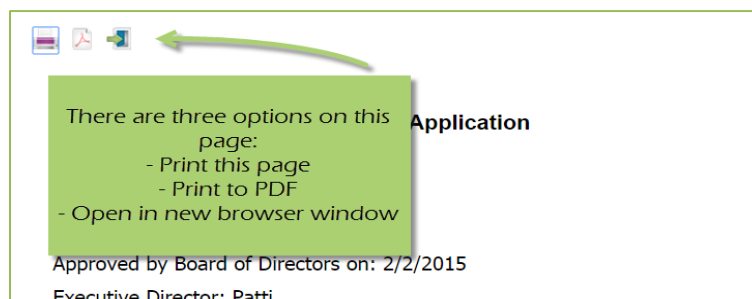 There are three options on this
page:
- Print this page
- Print to PDF
- Open in new browser window
Application
Approved by Board of Directors on: 2/2/2015
Executive Director: Patti